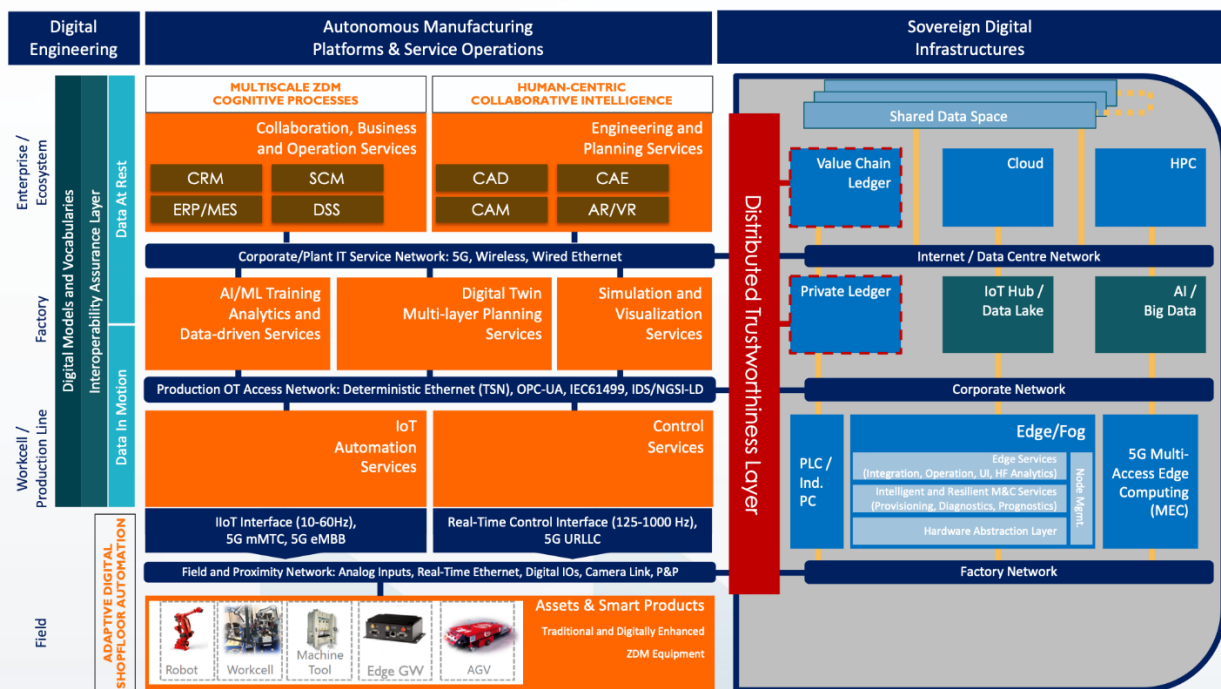 Digital
Engineering
Autonomous Manufacturing
Platforms & Service Operations
Sovereign Digital
Infrastructures
Enterprise /
Ecosystem
Factory
Workcell /
Production Line
Field
Digital Models and Vocabularies
Interoperability Assurance Layer
Data At Rest
Data In Motion
ADAPTIVE DIGITAL
SHOPFLOOR AUTOMATION
MULTISCALE ZDM
COGNITIVE PROCESSES
HUMAN-CENTRIC
COLLABORATIVE INTELLIGENCE
Collaboration, Business
and Operation Services
CRM
SCM
ERP/MES
DSS
Engineering and
Planning Services
CAD
CAE
CAM
AR/VR
Corporate/Plant IT Service Network: 5G, Wireless, Wired Ethernet
AI/ML Training
Analytics and
Data-driven Services
Digital Twin
Multi-layer Planning
Services
Simulation and
Visualization
Services
Production OT Access Network: Deterministic Ethernet (TSN), OPC-UA, IEC61499, IDS/NGSI-LD
IoT
Automation
Services
Control
Services
IIoT Interface (10-60Hz),
5G mMTC, 5G eMBB
Real-Time Control Interface (125-1000 Hz),
5G URLLC
Field and Proximity Network: Analog Inputs, Real-Time Ethernet, Digital IOs, Camera Link, P&P
Robot
Workcell
Machine
Tool
Edge GW
AGV
Assets & Smart Products
Traditional and Digitally Enhanced
ZDM Equipment
Distributed Trustworthiness Layer
Shared Data Space
Value Chain
Ledger
Cloud
HPC
Internet / Data Centre Network
Private Ledger
IoT Hub /
Data Lake
AI /
Big Data
Corporate Network
PLC /
Ind.
PC
Edge/Fog
Edge Services
(Integration, Operation, UI, HF Analytics)
Intelligent and Resilient M&C Services
(Provisioning, Diagnostics, Prognostics)
Hardware Abstraction Layer
Node Mgmt.
5G Multi-
Access Edge
Computing
(MEC)
Factory Network